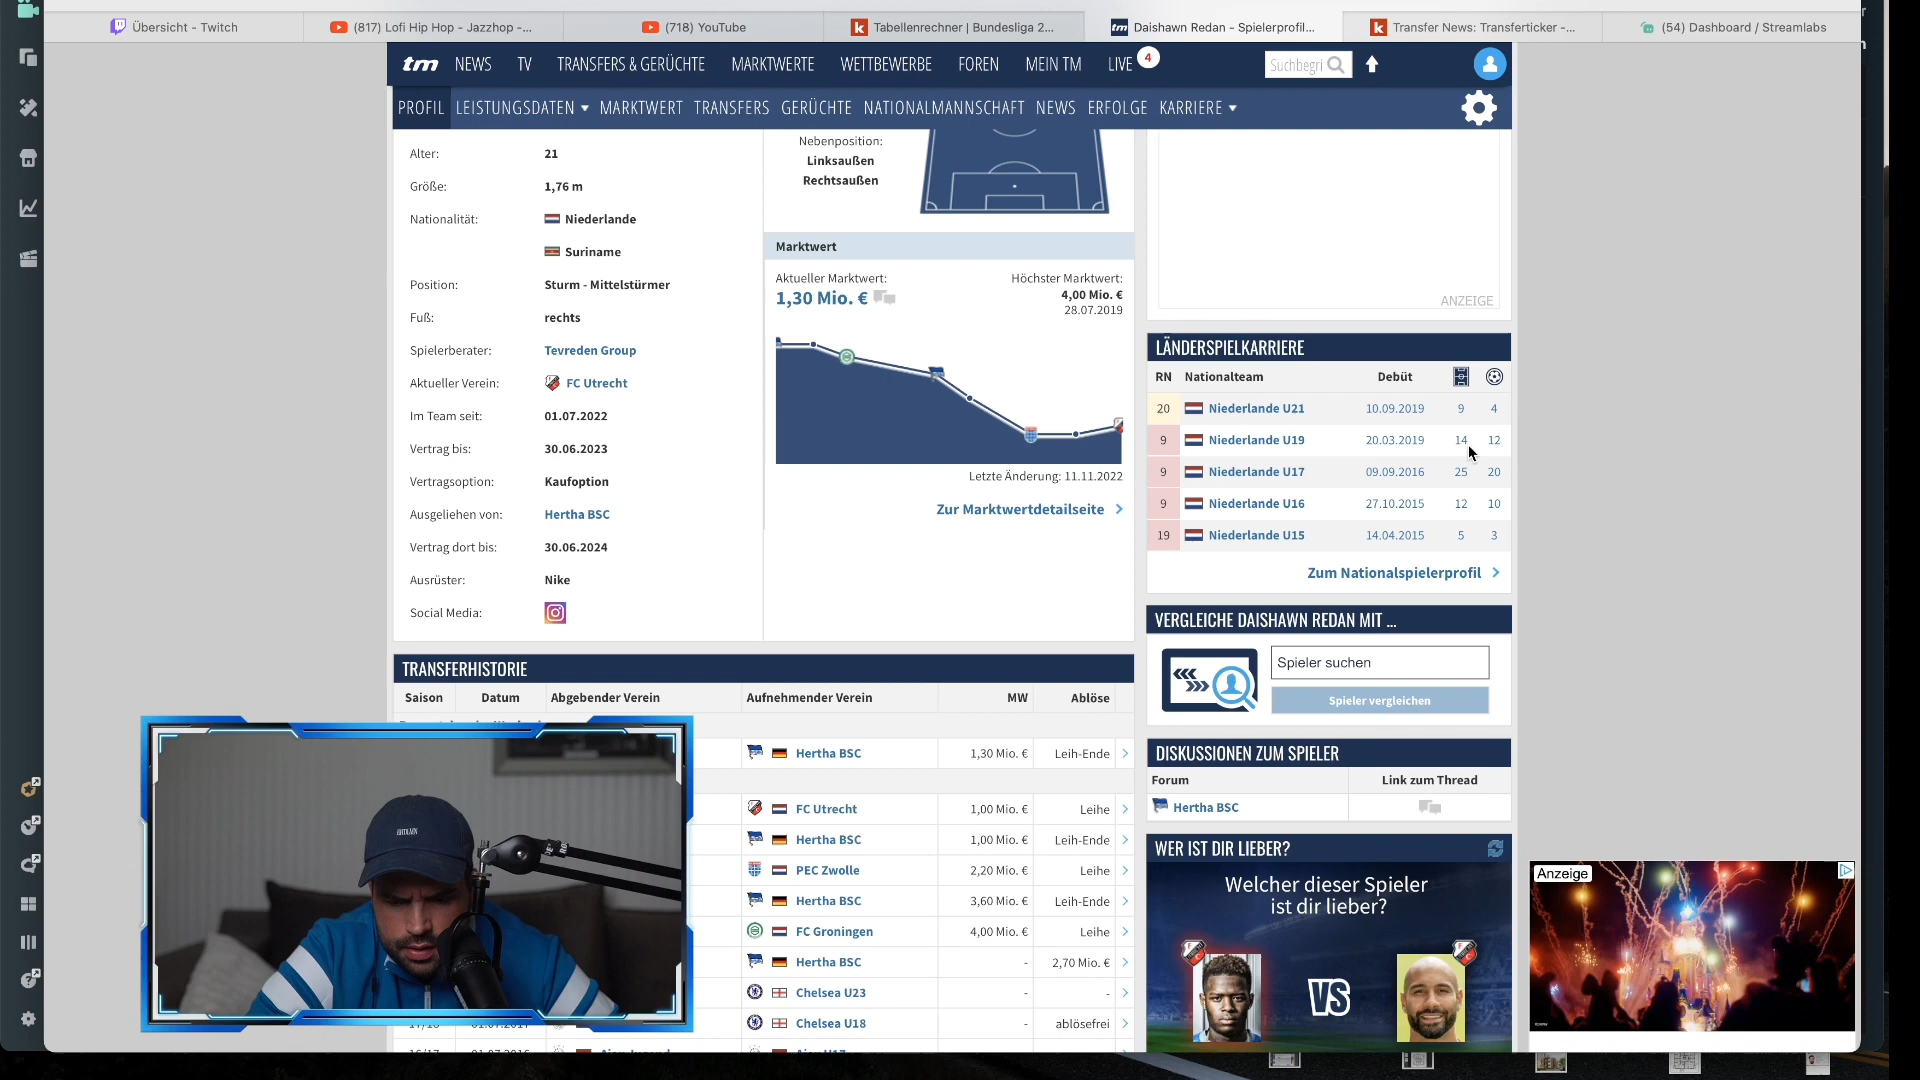 Übersicht - Twitch
(817) Lofi Hip Hop - Jazzhop -...
(718) YouTube
Tabellenrechner | Bundesliga 2...
tm Daishawn Redan - Spielerprofil...
Transfer News: Transferticker -...
(54) Dashboard / Streamlabs
tm NEWS TV TRANSFERS & GERÜCHTE MARKTWERTE WETTBEWERBE FOREN MEIN TM LIVE 4
Suchbegri
PROFIL LEISTUNGSDATEN MARKTWERT TRANSFERS GERÜCHTE NATIONALMANNSCHAFT NEWS ERFOLGE KARRIERE
Alter: 21
Größe: 1,76 m
Nationalität: Niederlande
Suriname
Position: Sturm - Mittelstürmer
Fuß: rechts
Spielerberater: Tevreden Group
Aktueller Verein: FC Utrecht
Im Team seit: 01.07.2022
Vertrag bis: 30.06.2023
Vertragsoption: Kaufoption
Ausgeliehen von: Hertha BSC
Vertrag dort bis: 30.06.2024
Ausrüster: Nike
Social Media:
Nebenposition:
Linksaußen
Rechtsaußen
Marktwert
Aktueller Marktwert:
1,30 Mio. €
Höchster Marktwert:
4,00 Mio. €
28.07.2019
Letzte Änderung: 11.11.2022
Zur Marktwertdetailseite
ANZEIGE
LÄNDERSPIELKARRIERE
RN Nationalteam Debüt
20 Niederlande U21 10.09.2019 9 4
9 Niederlande U19 20.03.2019 14 12
9 Niederlande U17 09.09.2016 25 20
9 Niederlande U16 27.10.2015 12 10
19 Niederlande U15 14.04.2015 5 3
Zum Nationalspielerprofil
VERGLEICHE DAISHAWN REDAN MIT ...
Spieler suchen
Spieler vergleichen
DISKUSSIONEN ZUM SPIELER
Forum Link zum Thread
Hertha BSC
WER IST DIR LIEBER?
Welcher dieser Spieler
ist dir lieber?
VS
TRANSFERHISTORIE
Saison Datum Abgebender Verein Aufnehmender Verein MW Ablöse
Hertha BSC 1,30 Mio. € Leih-Ende
FC Utrecht 1,00 Mio. € Leihe
Hertha BSC 1,00 Mio. € Leih-Ende
PEC Zwolle 2,20 Mio. € Leihe
Hertha BSC 3,60 Mio. € Leih-Ende
FC Groningen 4,00 Mio. € Leihe
Hertha BSC - 2,70 Mio. €
Chelsea U23 - -
Chelsea U18 - ablösefrei
Anzeige